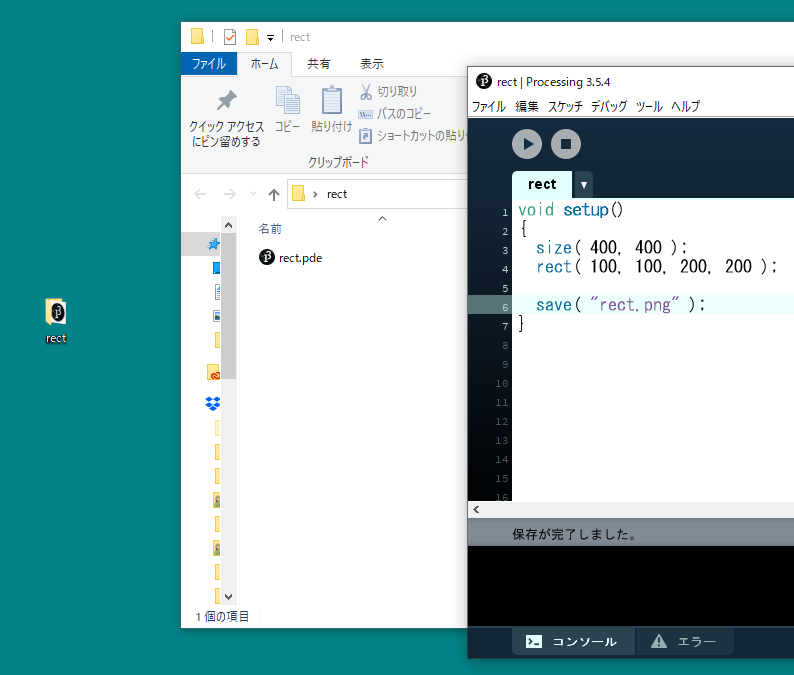 rect
rect
ファイル ホーム 共有 表示
クイック アクセス
にピン留めする
コピー
貼り付け
切り取り
パスのコピー
ショートカットの貼り
クリップボード
rect
名前
rect.pde
1 個の項目
rect | Processing 3.5.4
ファイル 編集 スケッチ デバッグ ツール ヘルプ
rect
1 void setup()
2 {
3 size( 400, 400 );
4 rect( 100, 100, 200, 200 );
5
6 save( "rect.png" );
7 }
8
9
10
11
12
13
14
15
16
保存が完了しました。
コンソール エラー